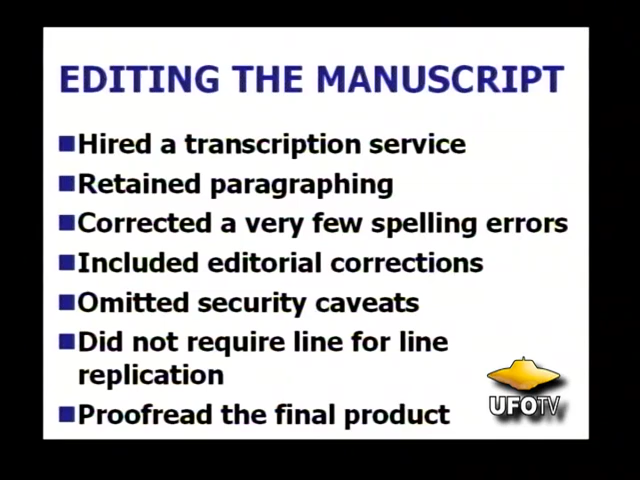 EDITING THE MANUSCRIPT
Hired a transcription service
Retained paragraphing
Corrected a very few spelling errors
Included editorial corrections
Omitted security caveats
Did not require line for line
replication
Proofread the final product
UFOTV